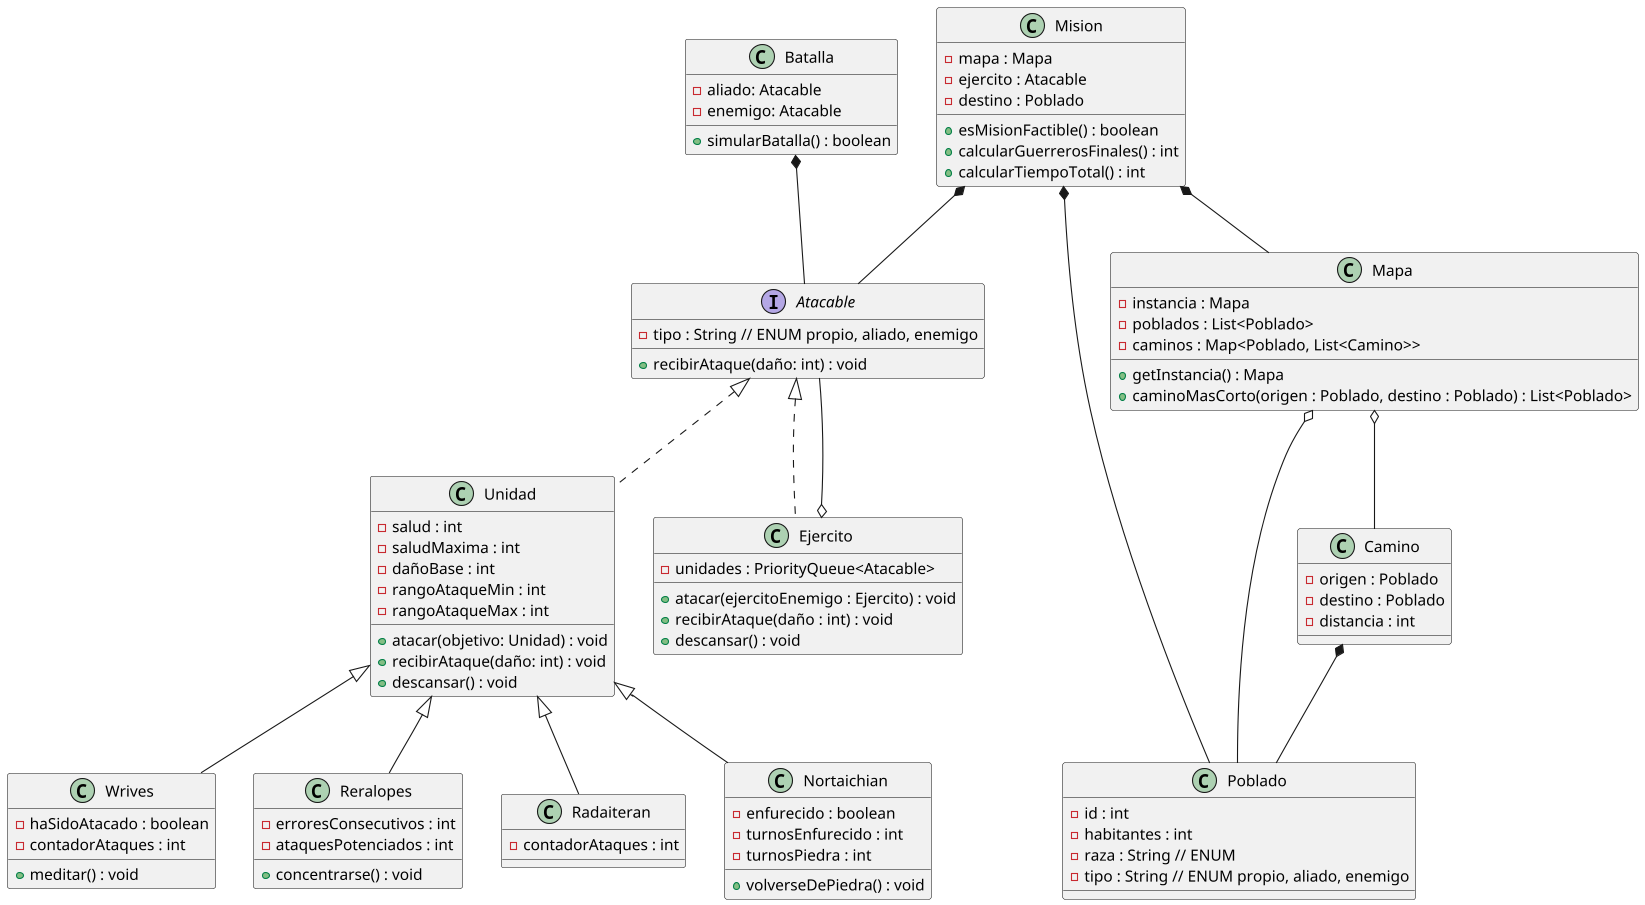 C Batalla
aliado: Atacable
enemigo: Atacable
simularBatalla() : boolean
C Mision
mapa : Mapa
ejercito : Atacable
destino : Poblado
esMisionFactible() : boolean
calcularGuerrerosFinales() : int
calcularTiempoTotal() : int
I Atacable
tipo : String // ENUM propio, aliado, enemigo
recibirAtaque(daño: int) : void
C Mapa
instancia : Mapa
poblados : List<Poblado>
caminos : Map<Poblado, List<Camino>>
getInstancia() : Mapa
caminoMasCorto(origen : Poblado, destino : Poblado) : List<Poblado>
C Unidad
salud : int
saludMaxima : int
dañoBase : int
rangoAtaqueMin : int
rangoAtaqueMax : int
atacar(objetivo: Unidad) : void
recibirAtaque(daño: int) : void
descansar() : void
C Ejercito
unidades : PriorityQueue<Atacable>
atacar(ejercitoEnemigo : Ejercito) : void
recibirAtaque(daño : int) : void
descansar() : void
C Camino
origen : Poblado
destino : Poblado
distancia : int
C Wrives
haSidoAtacado : boolean
contadorAtaques : int
meditar() : void
C Reralopes
erroresConsecutivos : int
ataquesPotenciados : int
concentrarse() : void
C Radaiteran
contadorAtaques : int
C Nortaichian
enfurecido : boolean
turnosEnfurecido : int
turnosPiedra : int
volverseDePiedra() : void
C Poblado
id : int
habitantes : int
raza : String // ENUM
tipo : String // ENUM propio, aliado, enemigo